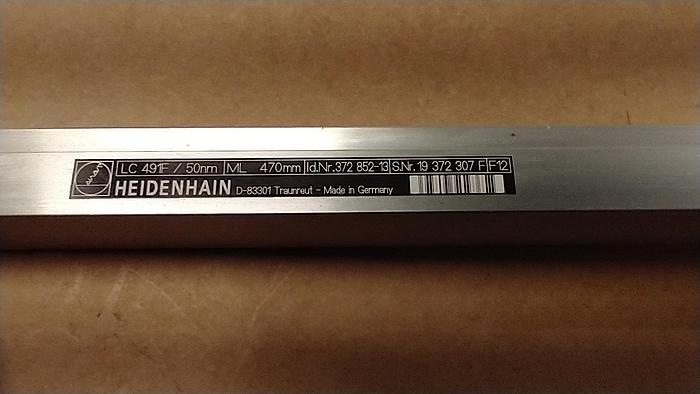 LC 491F / 50nm ML 470mm Id.Nr.372 852-13 S.Nr. 19 372 307 F F12
HEIDENHAIN D-83301 Traunreut - Made in Germany